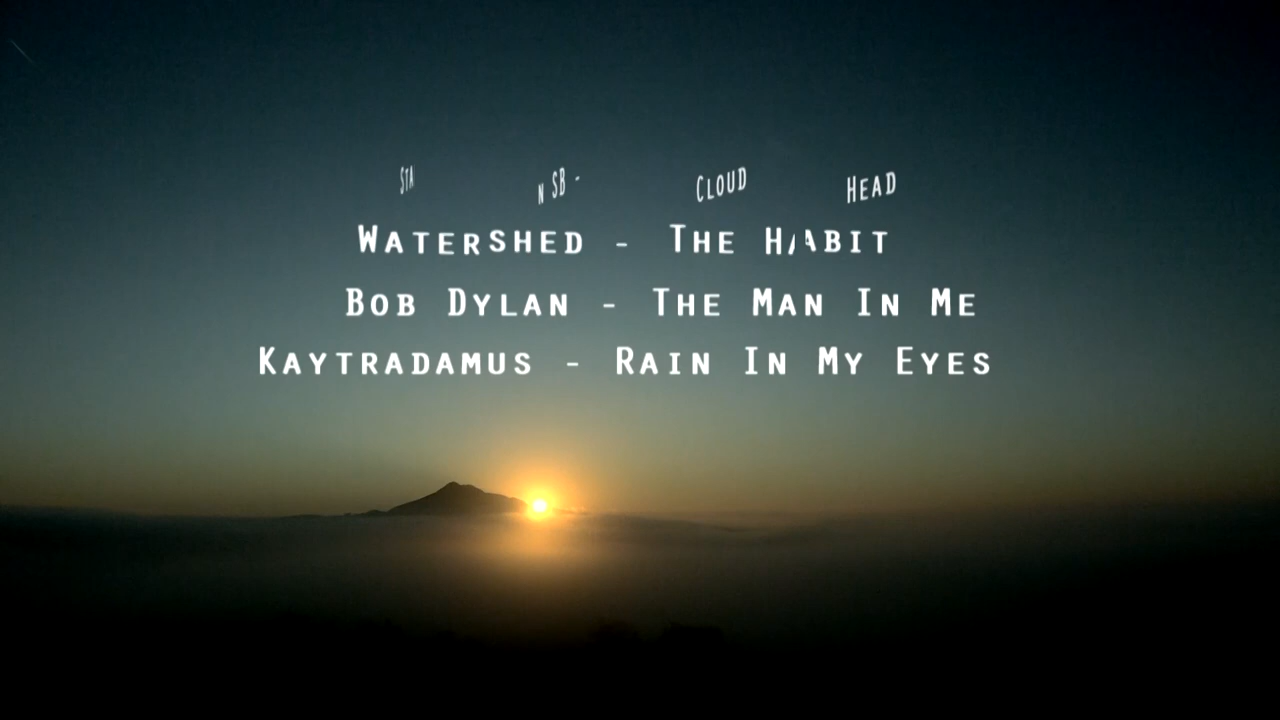 Cloud Head
Watershed - The Habit
Bob Dylan - The Man In Me
Kaytradamus - Rain In My Eyes